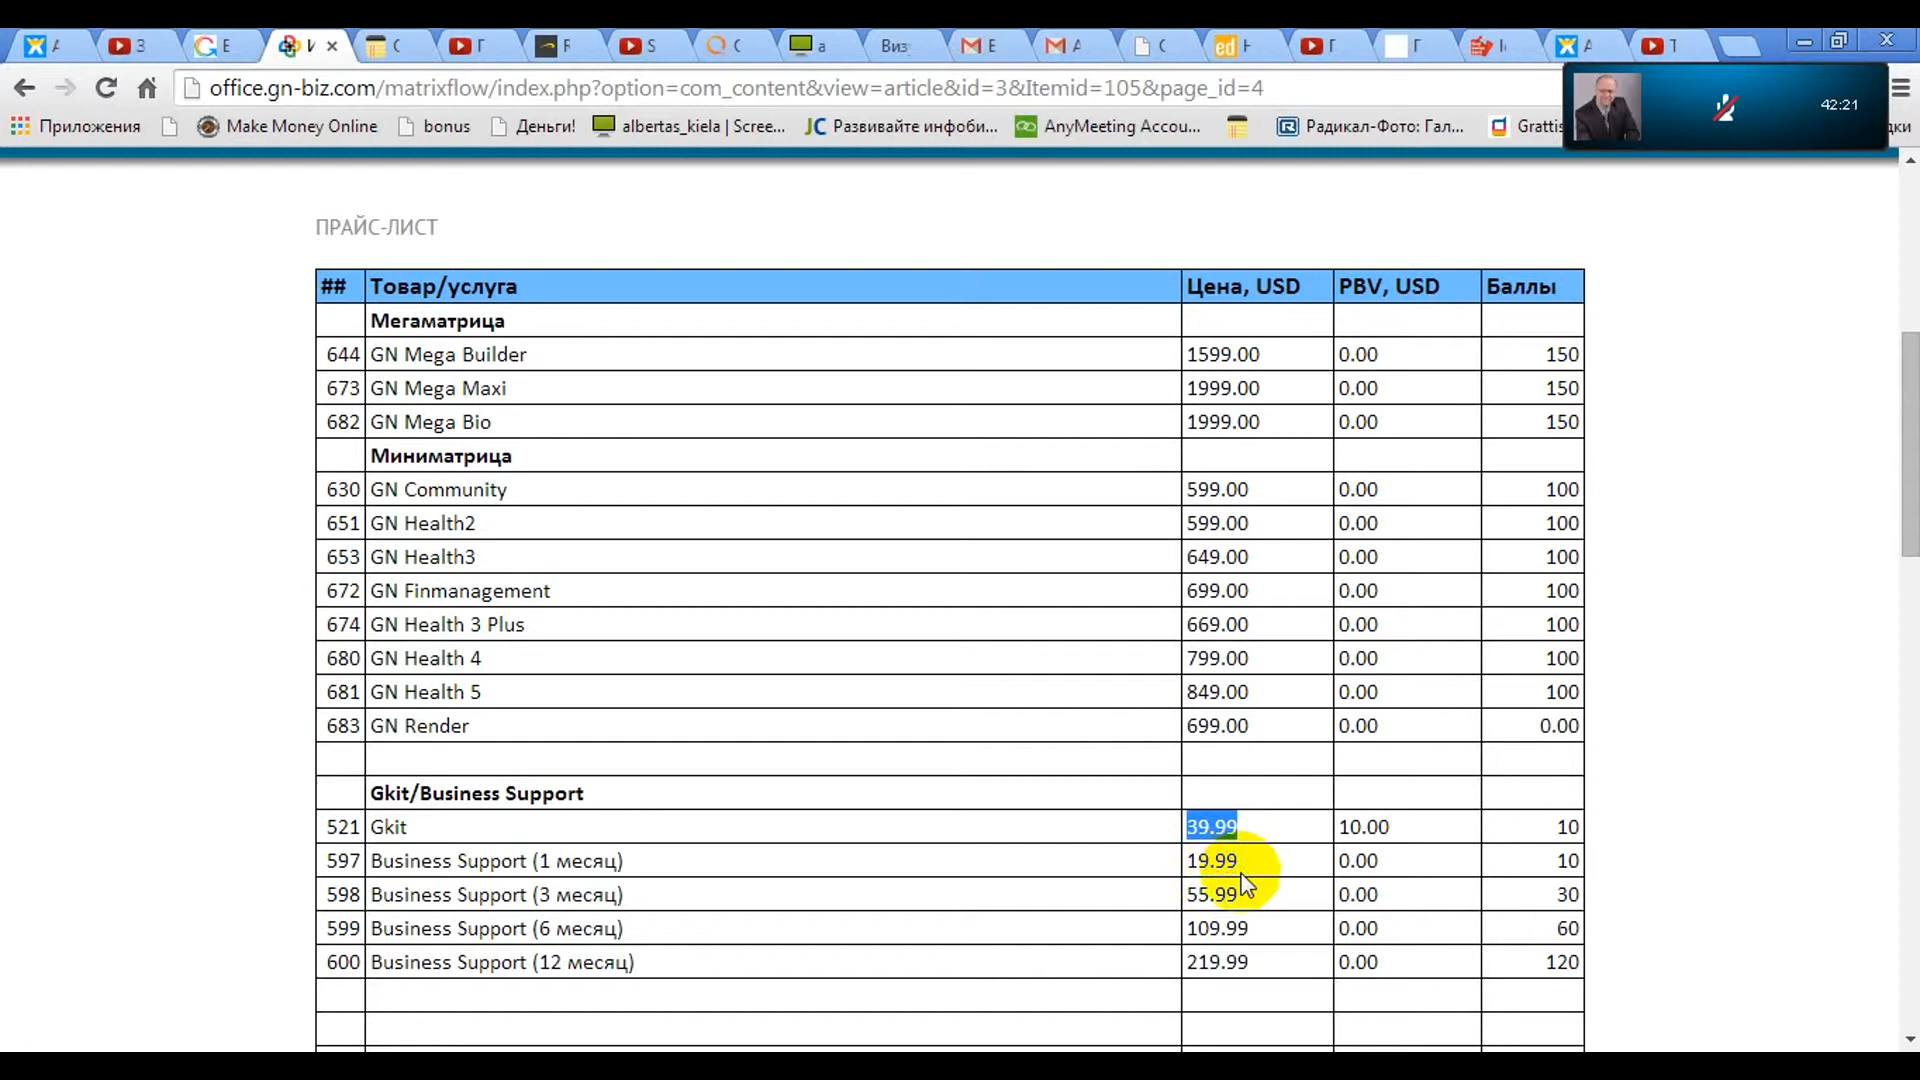 А
З
Е
И
С
Г
F
S
С
a
Виз
Е
А
С
Н
Г
Г
Ic
А
Т
office.gn-biz.com/matrixflow/index.php?option=com_content&view=article&id=3&Itemid=105&page_id=4
42:21
Приложения
Make Money Online
bonus
Деньги!
albertas_kiela | Scree...
Развивайте инфоби...
AnyMeeting Accou...
Радикал-Фото: Гал...
Grattis
ПРАЙС-ЛИСТ
## Товар/услуга Цена, USD PBV, USD Баллы
Мегаматрица
644 GN Mega Builder 1599.00 0.00 150
673 GN Mega Maxi 1999.00 0.00 150
682 GN Mega Bio 1999.00 0.00 150
Миниматрица
630 GN Community 599.00 0.00 100
651 GN Health2 599.00 0.00 100
653 GN Health3 649.00 0.00 100
672 GN Finmanagement 699.00 0.00 100
674 GN Health 3 Plus 669.00 0.00 100
680 GN Health 4 799.00 0.00 100
681 GN Health 5 849.00 0.00 100
683 GN Render 699.00 0.00 0.00
Gkit/Business Support
521 Gkit 39.99 10.00 10
597 Business Support (1 месяц) 19.99 0.00 10
598 Business Support (3 месяц) 55.99 0.00 30
599 Business Support (6 месяц) 109.99 0.00 60
600 Business Support (12 месяц) 219.99 0.00 120